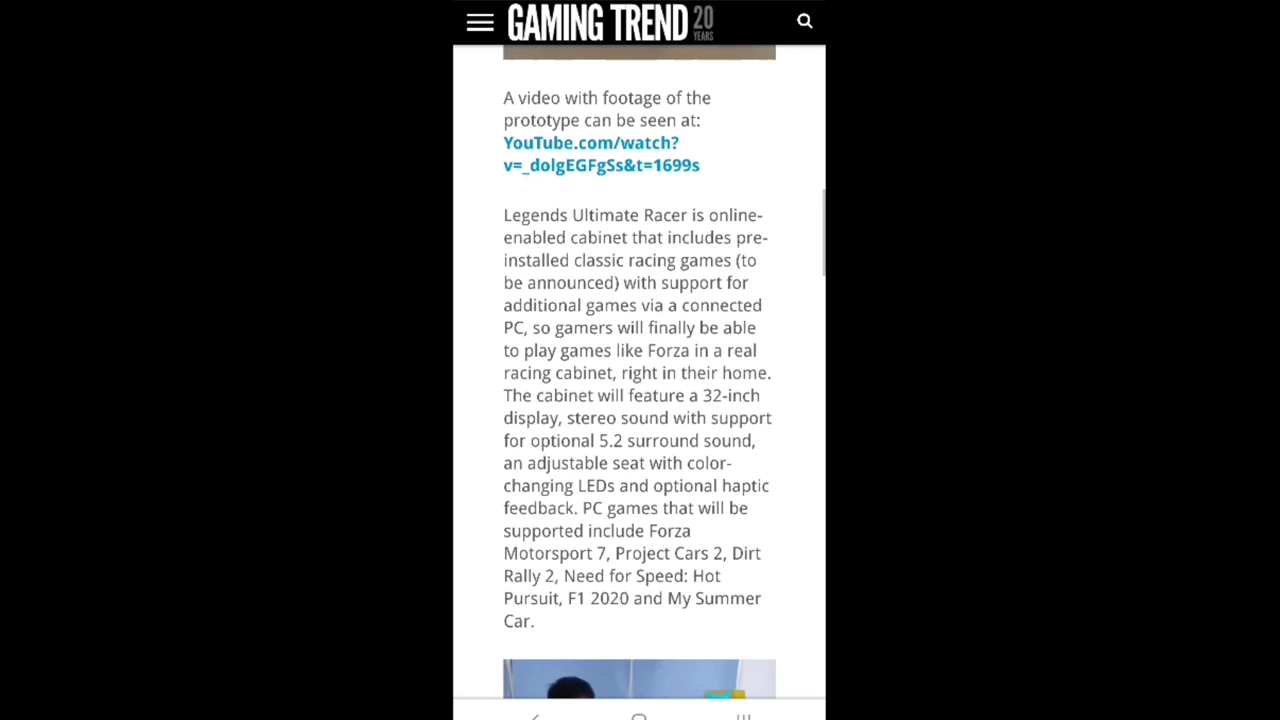 GAMING TREND 20
YEARS
A video with footage of the
prototype can be seen at:
YouTube.com/watch?
v=_dolgEGFgSs&t=1699s
Legends Ultimate Racer is online-
enabled cabinet that includes pre-
installed classic racing games (to
be announced) with support for
additional games via a connected
PC, so gamers will finally be able
to play games like Forza in a real
racing cabinet, right in their home.
The cabinet will feature a 32-inch
display, stereo sound with support
for optional 5.2 surround sound,
an adjustable seat with color-
changing LEDs and optional haptic
feedback. PC games that will be
supported include Forza
Motorsport 7, Project Cars 2, Dirt
Rally 2, Need for Speed: Hot
Pursuit, F1 2020 and My Summer
Car.